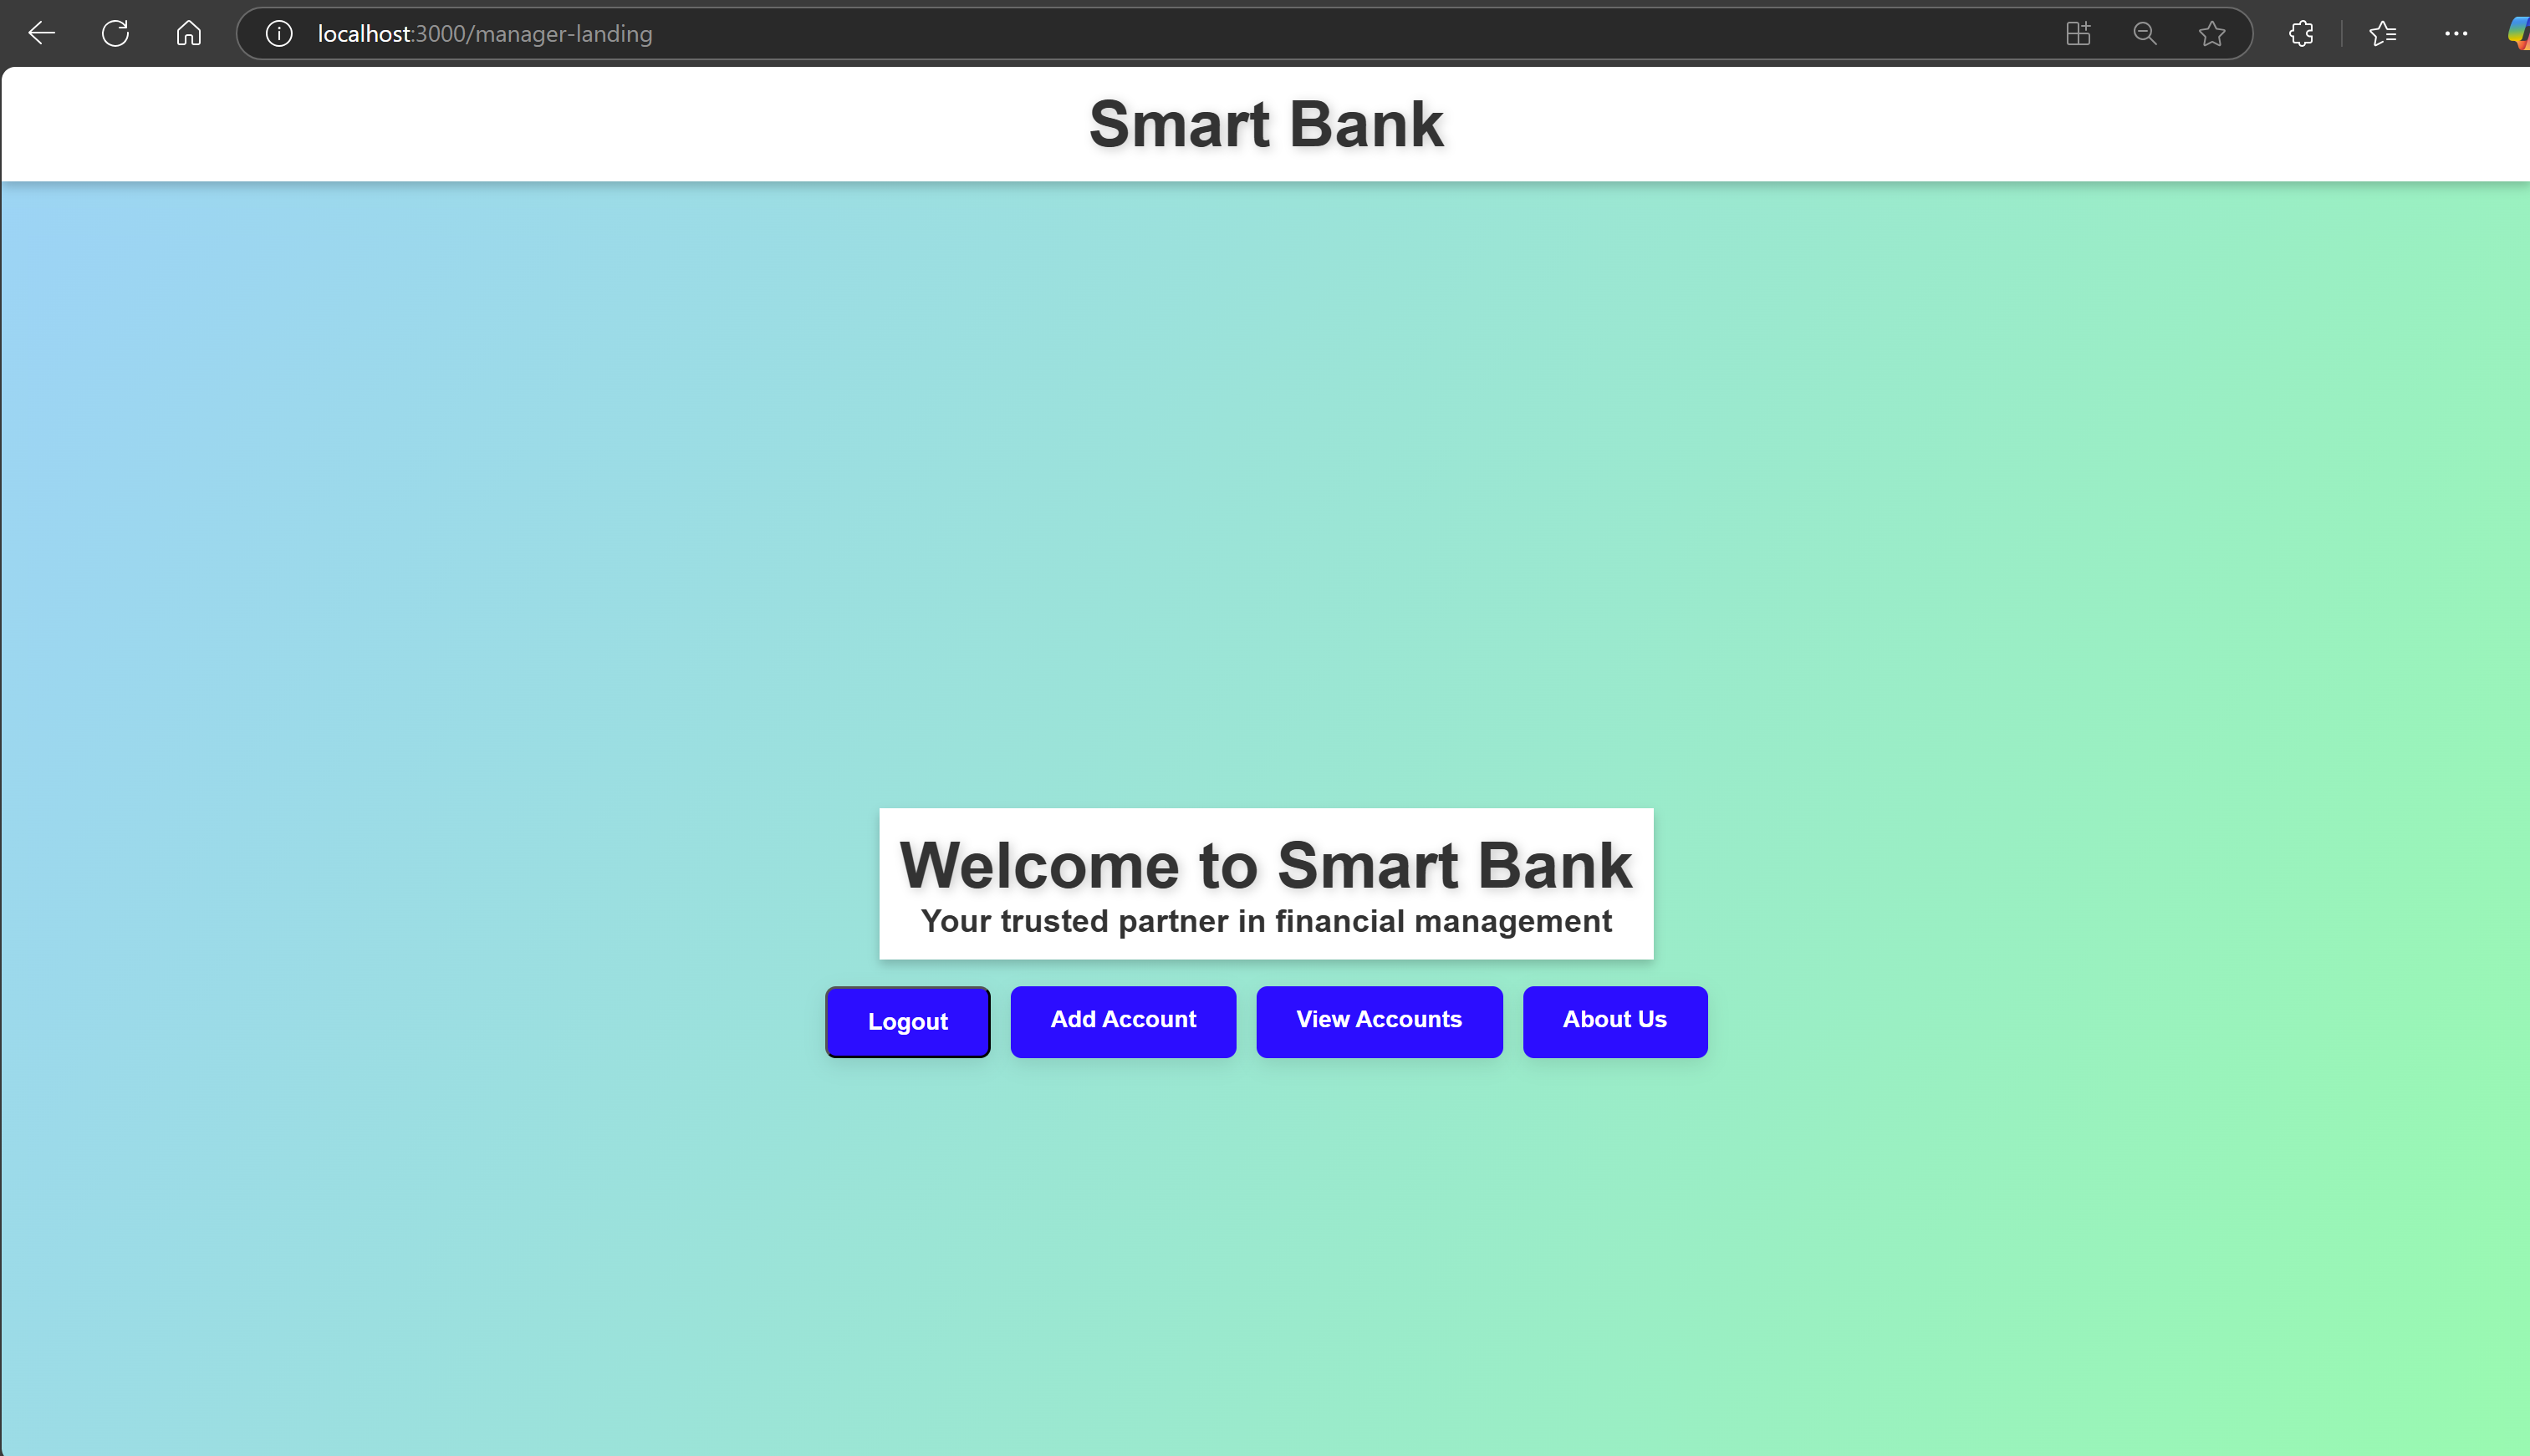 localhost:3000/manager-landing
Smart Bank
Welcome to Smart Bank
Your trusted partner in financial management
Logout Add Account View Accounts About Us